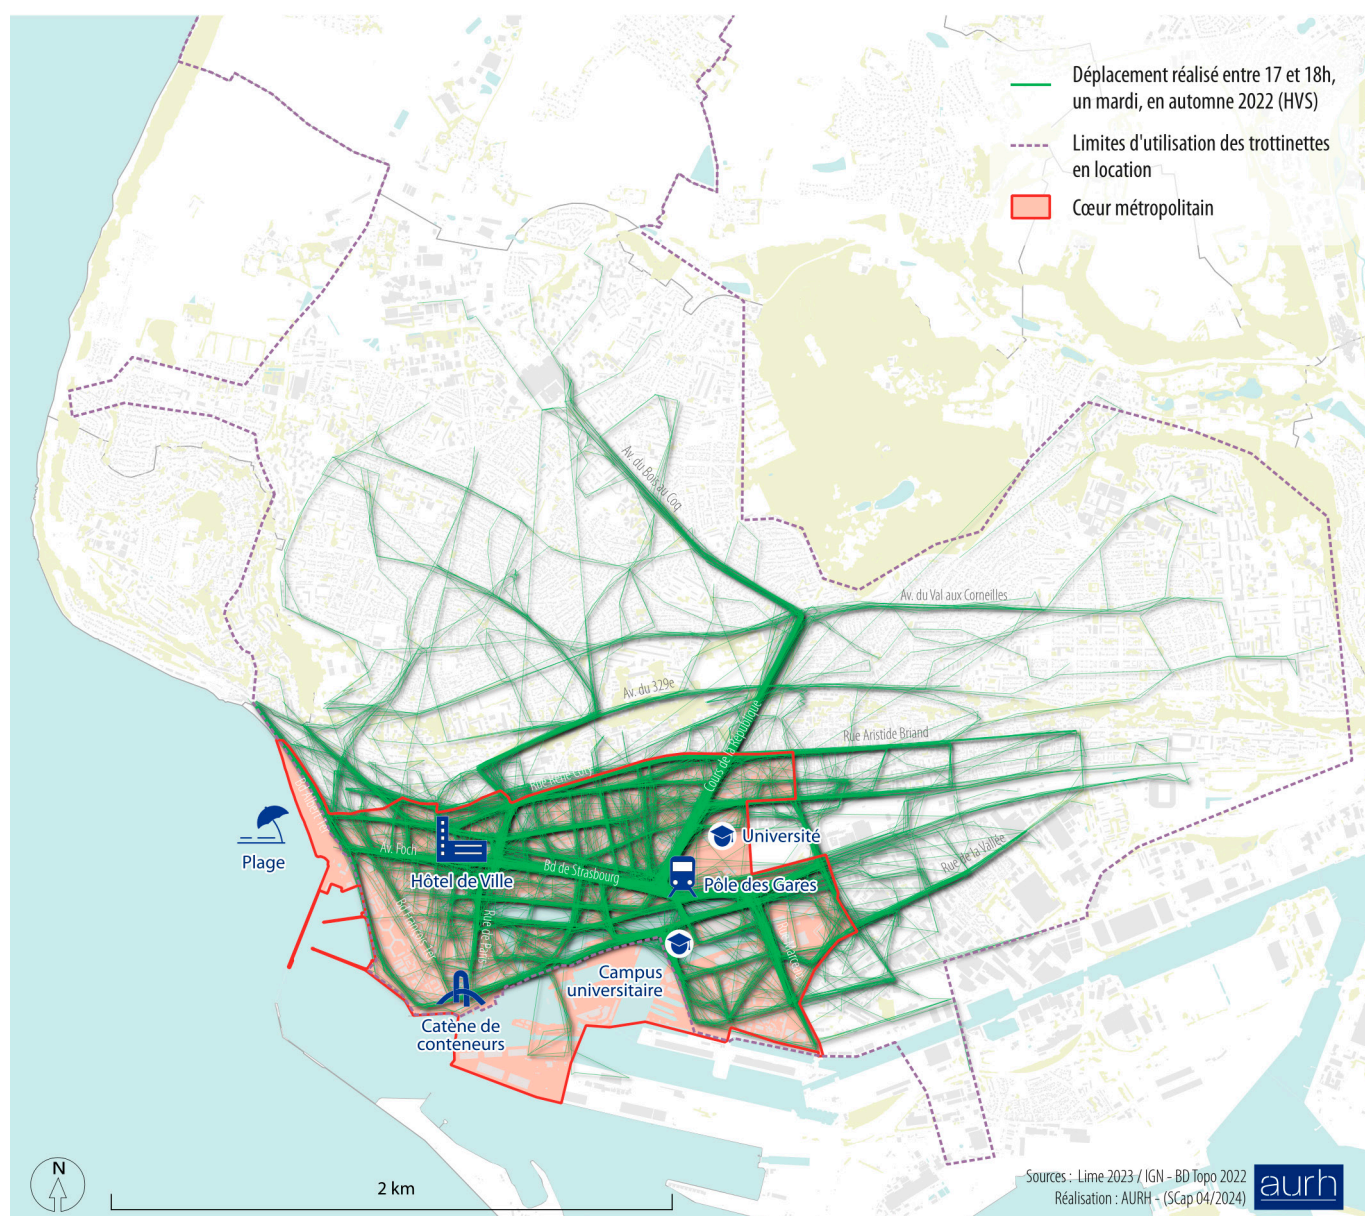 Déplacement réalisé entre 17 et 18h,
un mardi, en automne 2022 (HVS)
Limites d'utilisation des trottinettes
en location
Cœur métropolitain
Av. du Bois au Coq
Av. du Val aux Corneilles
Av. du 329e
Cours de la République
Rue Aristide Briand
Rue René Coty
Plage
Av. Foch
Hôtel de Ville
Bd de Strasbourg
Université
Pôle des Gares
Rue de la Vallée
Bd François Ier
Rue de Paris
Campus
universitaire
Catène de
conteneurs
N
2 km
Sources : Lime 2023 / IGN - BD Topo 2022
Réalisation : AURH - (SCap 04/2024)
aurh